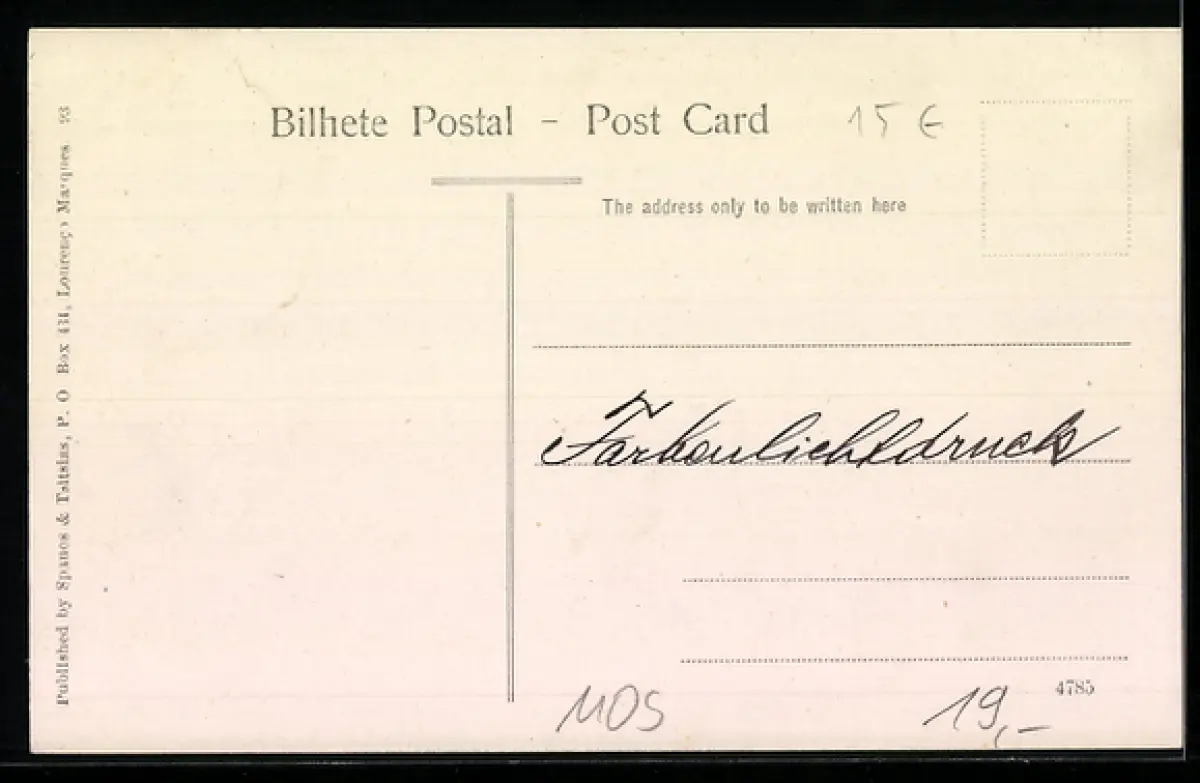 Bilhete Postal - Post Card
15 €
The address only to be written here
Farbenlichtdruck
MOS
19,-
4785
Published by Spanos & Tsitsias, P. O Box 434, Lourenço Marques 93